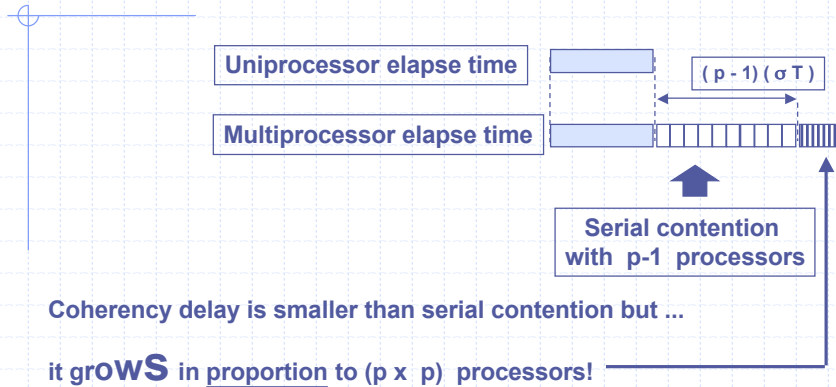 Uniprocessor elapse time
( p - 1) ( σ T )
Multiprocessor elapse time
Serial contention
with p-1 processors
Coherency delay is smaller than serial contention but ...
it grows in proportion to (p x p) processors!